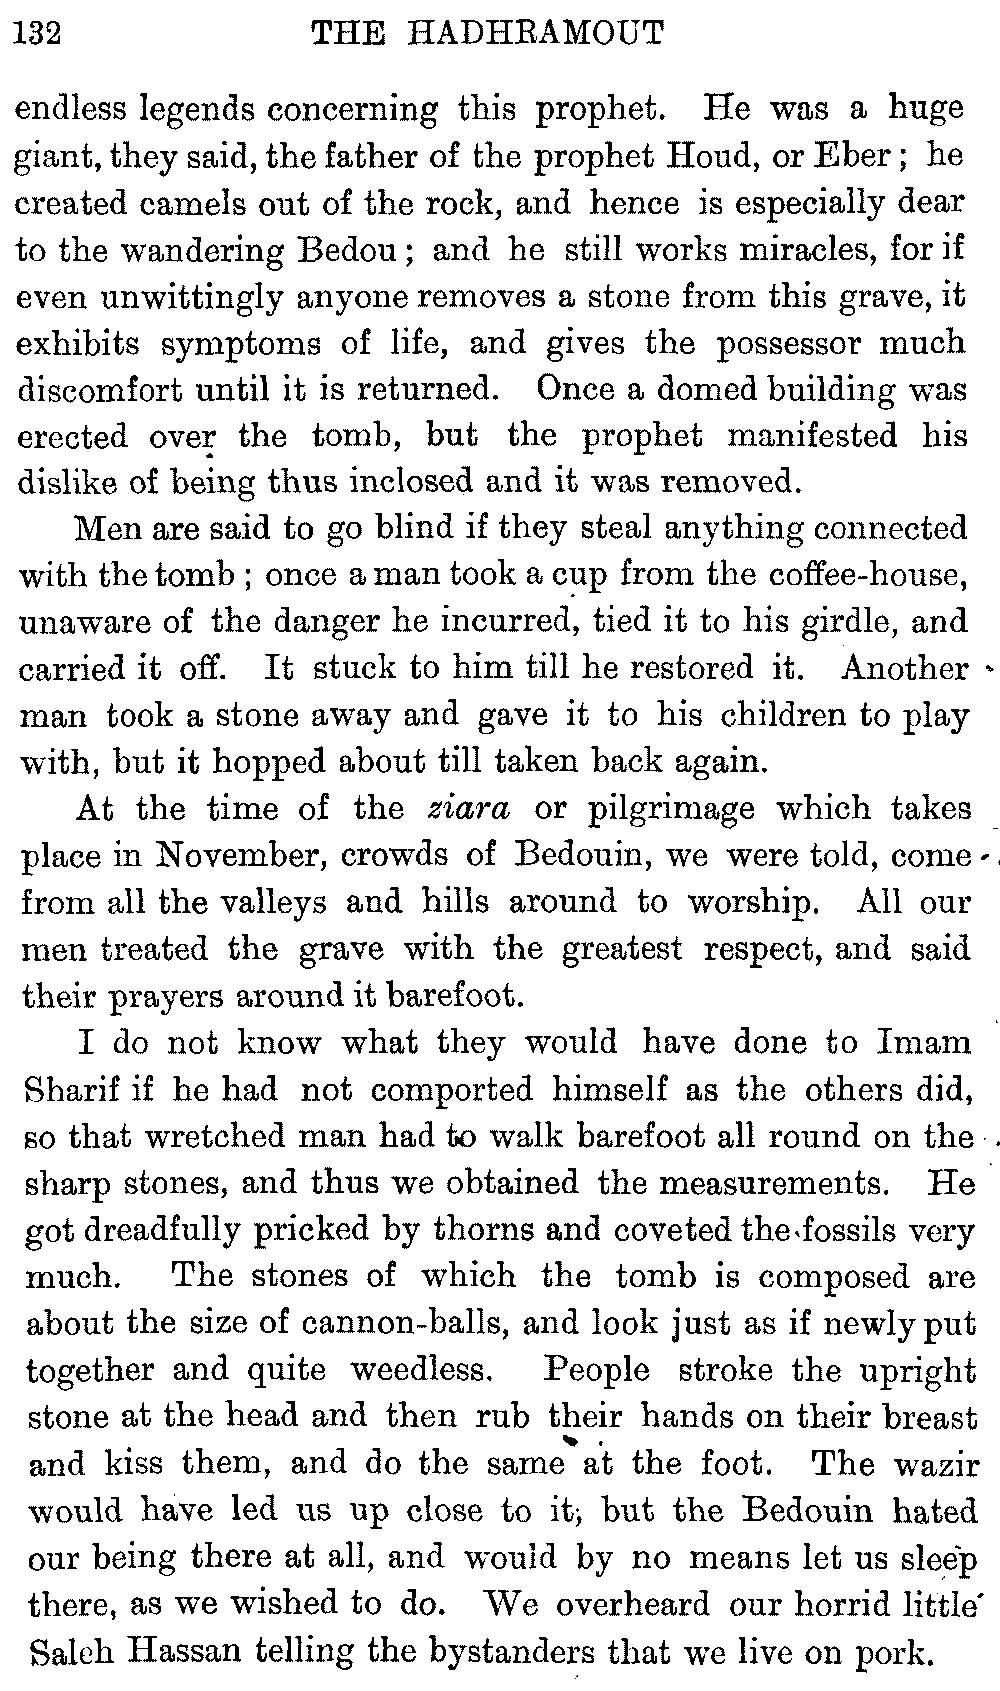 132 THE HADHRAMOUT
endless legends concerning this prophet. He was a huge
giant, they said, the father of the prophet Houd, or Eber; he
created camels out of the rock, and hence is especially dear
to the wandering Bedou; and he still works miracles, for if
even unwittingly anyone removes a stone from this grave, it
exhibits symptoms of life, and gives the possessor much
discomfort until it is returned. Once a domed building was
erected over the tomb, but the prophet manifested his
dislike of being thus inclosed and it was removed.
Men are said to go blind if they steal anything connected
with the tomb; once a man took a cup from the coffee-house,
unaware of the danger he incurred, tied it to his girdle, and
carried it off. It stuck to him till he restored it. Another
man took a stone away and gave it to his children to play
with, but it hopped about till taken back again.
At the time of the ziara or pilgrimage which takes
place in November, crowds of Bedouin, we were told, come
from all the valleys and hills around to worship. All our
men treated the grave with the greatest respect, and said
their prayers around it barefoot.
I do not know what they would have done to Imam
Sharif if he had not comported himself as the others did,
so that wretched man had to walk barefoot all round on the
sharp stones, and thus we obtained the measurements. He
got dreadfully pricked by thorns and coveted the fossils very
much. The stones of which the tomb is composed are
about the size of cannon-balls, and look just as if newly put
together and quite weedless. People stroke the upright
stone at the head and then rub their hands on their breast
and kiss them, and do the same at the foot. The wazir
would have led us up close to it, but the Bedouin hated
our being there at all, and would by no means let us sleep
there, as we wished to do. We overheard our horrid little
Saleh Hassan telling the bystanders that we live on pork.